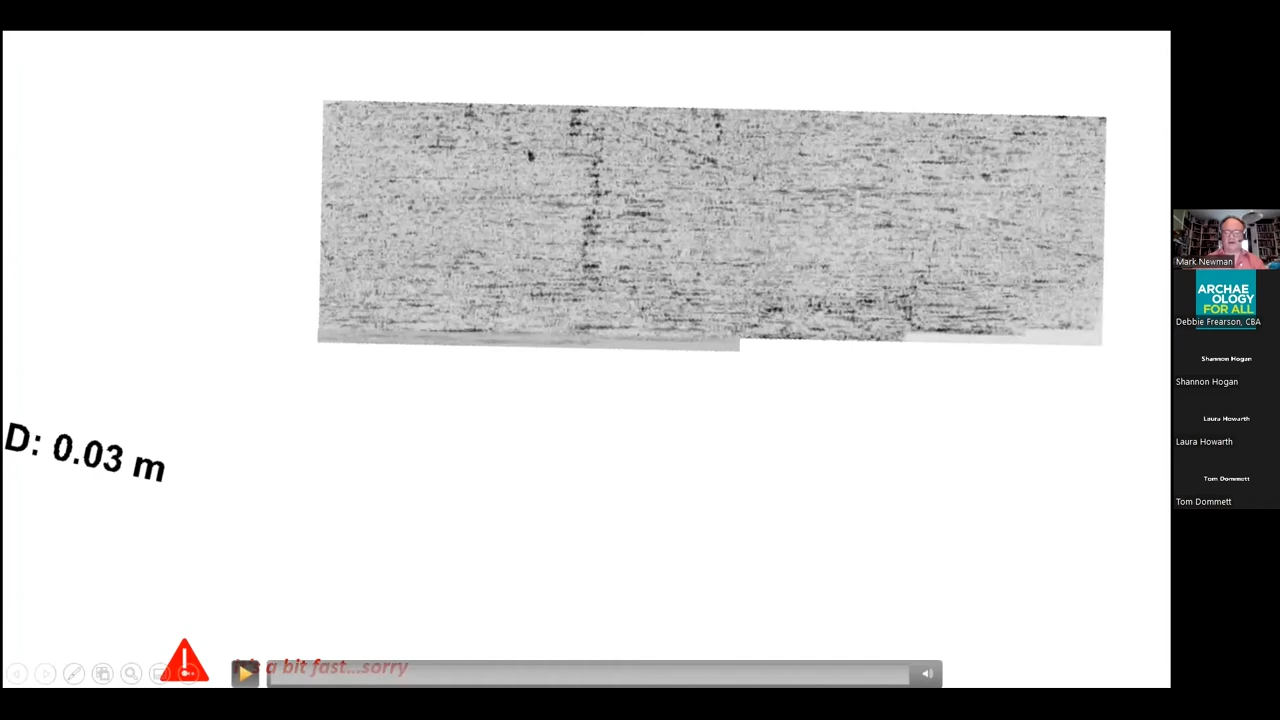 D: 0.03 m
a bit fast...sorry
Mark Newman
ARCHAE
OLOGY
FOR ALL
Debbie Frearson, CBA
Shannon Hogan
Shannon Hogan
Laura Howarth
Laura Howarth
Tom Dommett
Tom Dommett